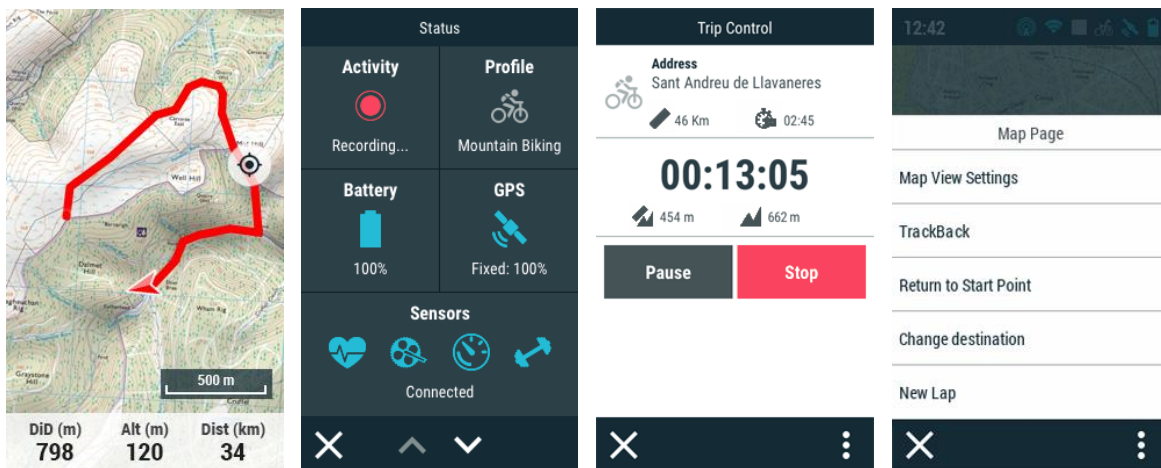 Well Hill
500 m
DiD (m) Alt (m) Dist (km)
798 120 34
Status
Activity Profile
Recording... Mountain Biking
Battery GPS
100% Fixed: 100%
Sensors
Connected
Trip Control
Address
Sant Andreu de Llavaneres
46 Km 02:45
00:13:05
454 m 662 m
Pause Stop
12:42
Map Page
Map View Settings
TrackBack
Return to Start Point
Change destination
New Lap